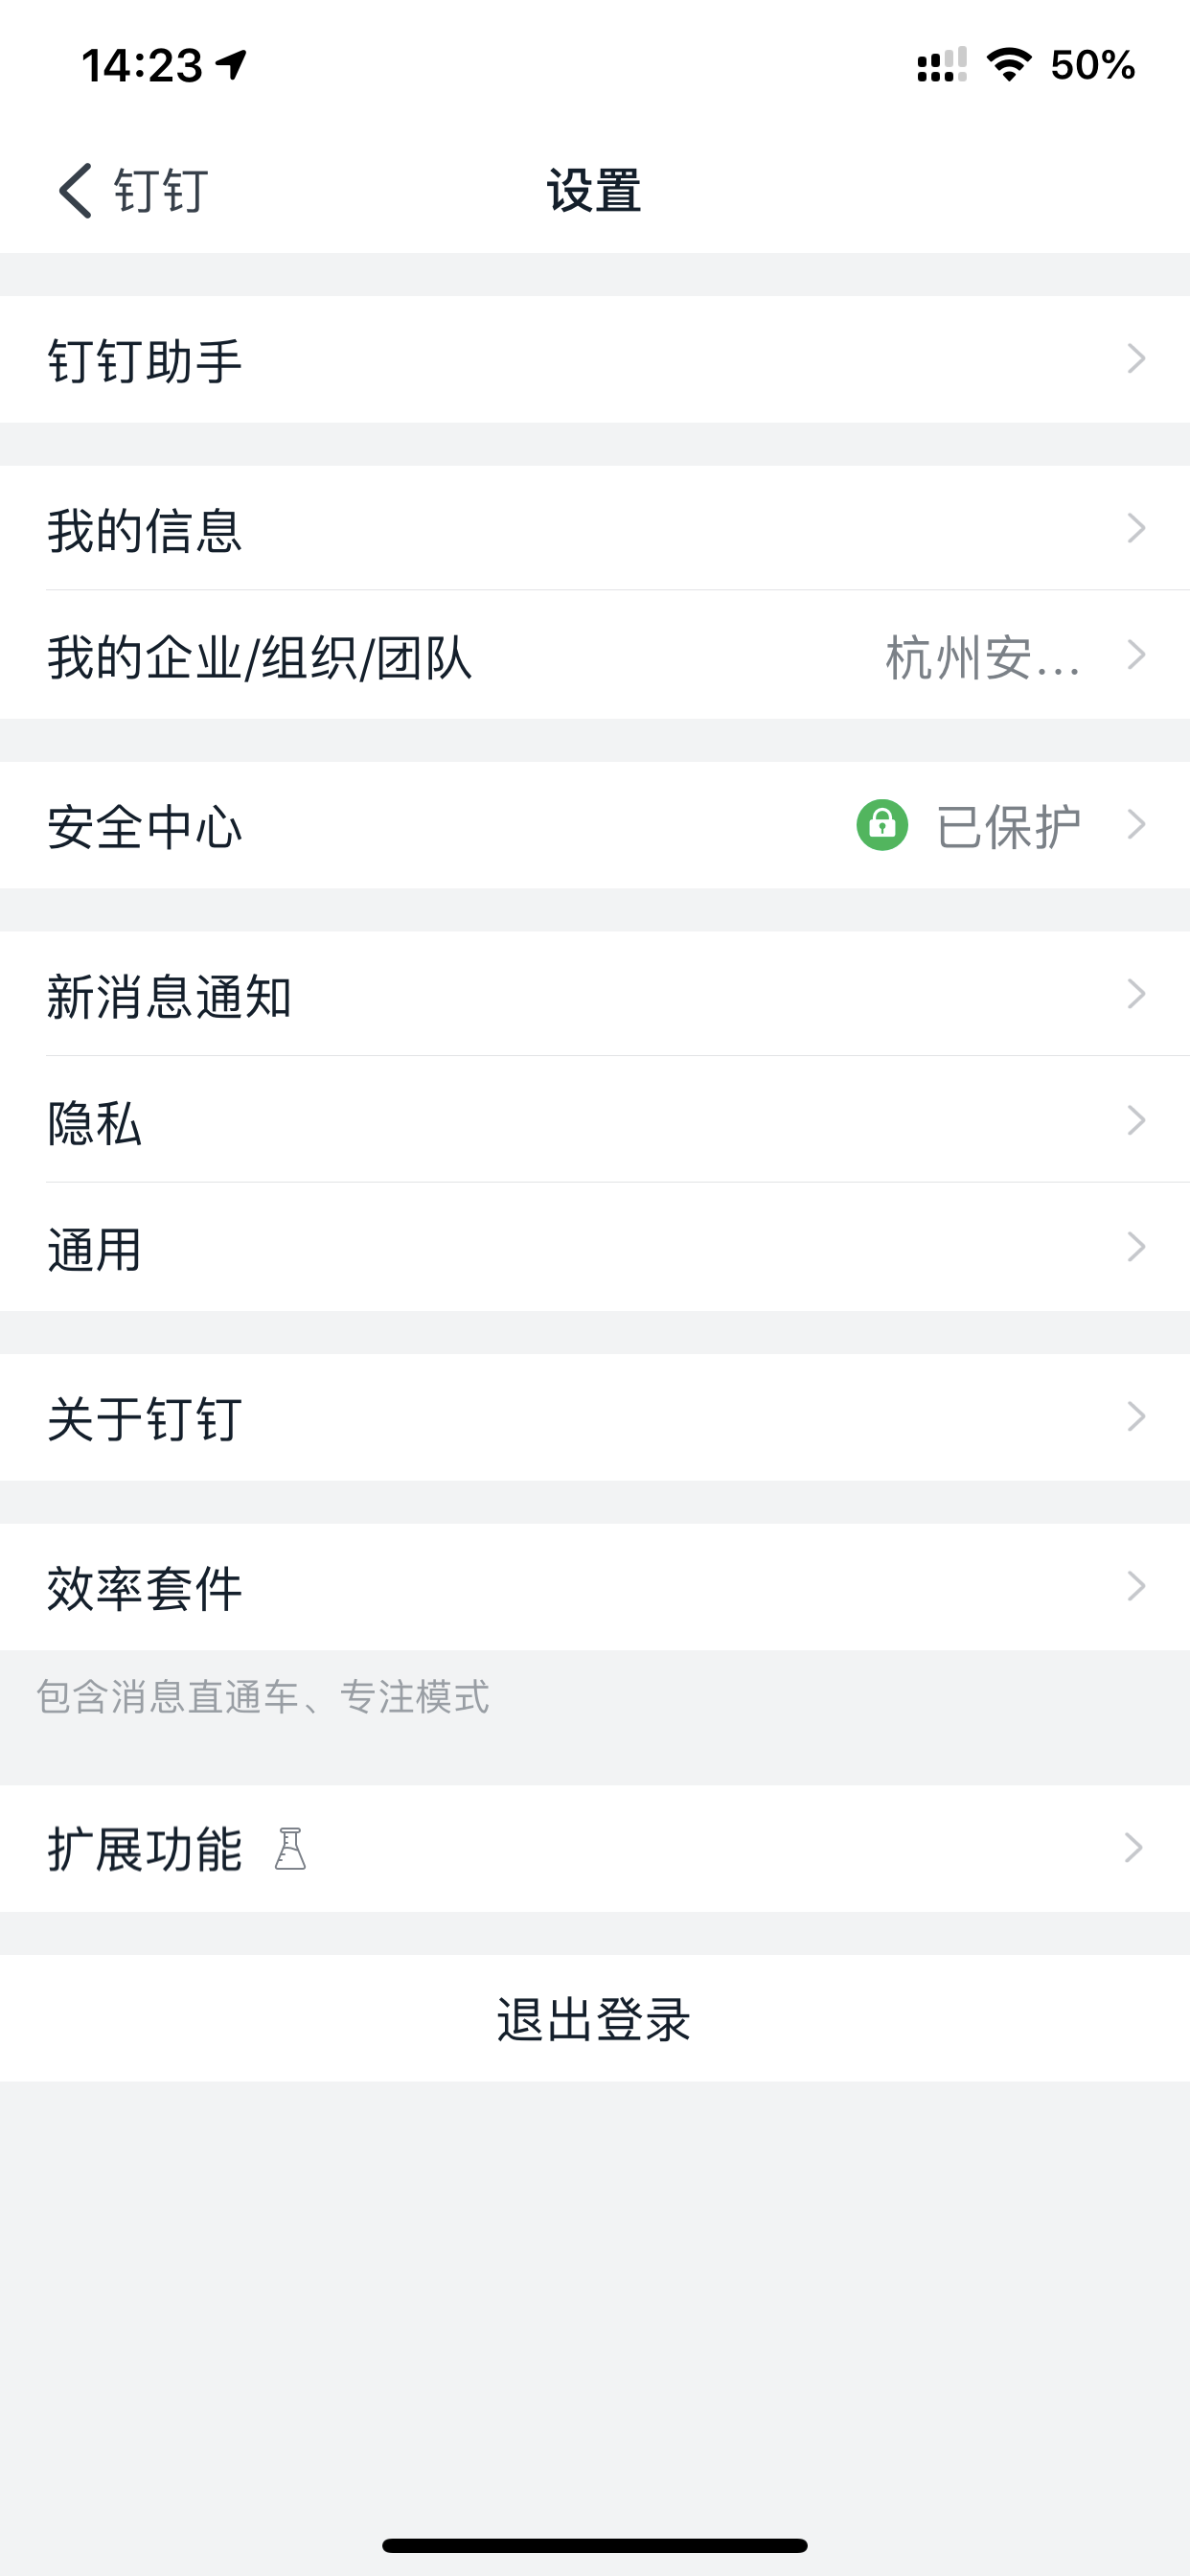 14:23
50%
钉钉
设置
钉钉助手
我的信息
我的企业/组织/团队
杭州安...
安全中心
已保护
新消息通知
隐私
通用
关于钉钉
效率套件
包含消息直通车、专注模式
扩展功能
退出登录